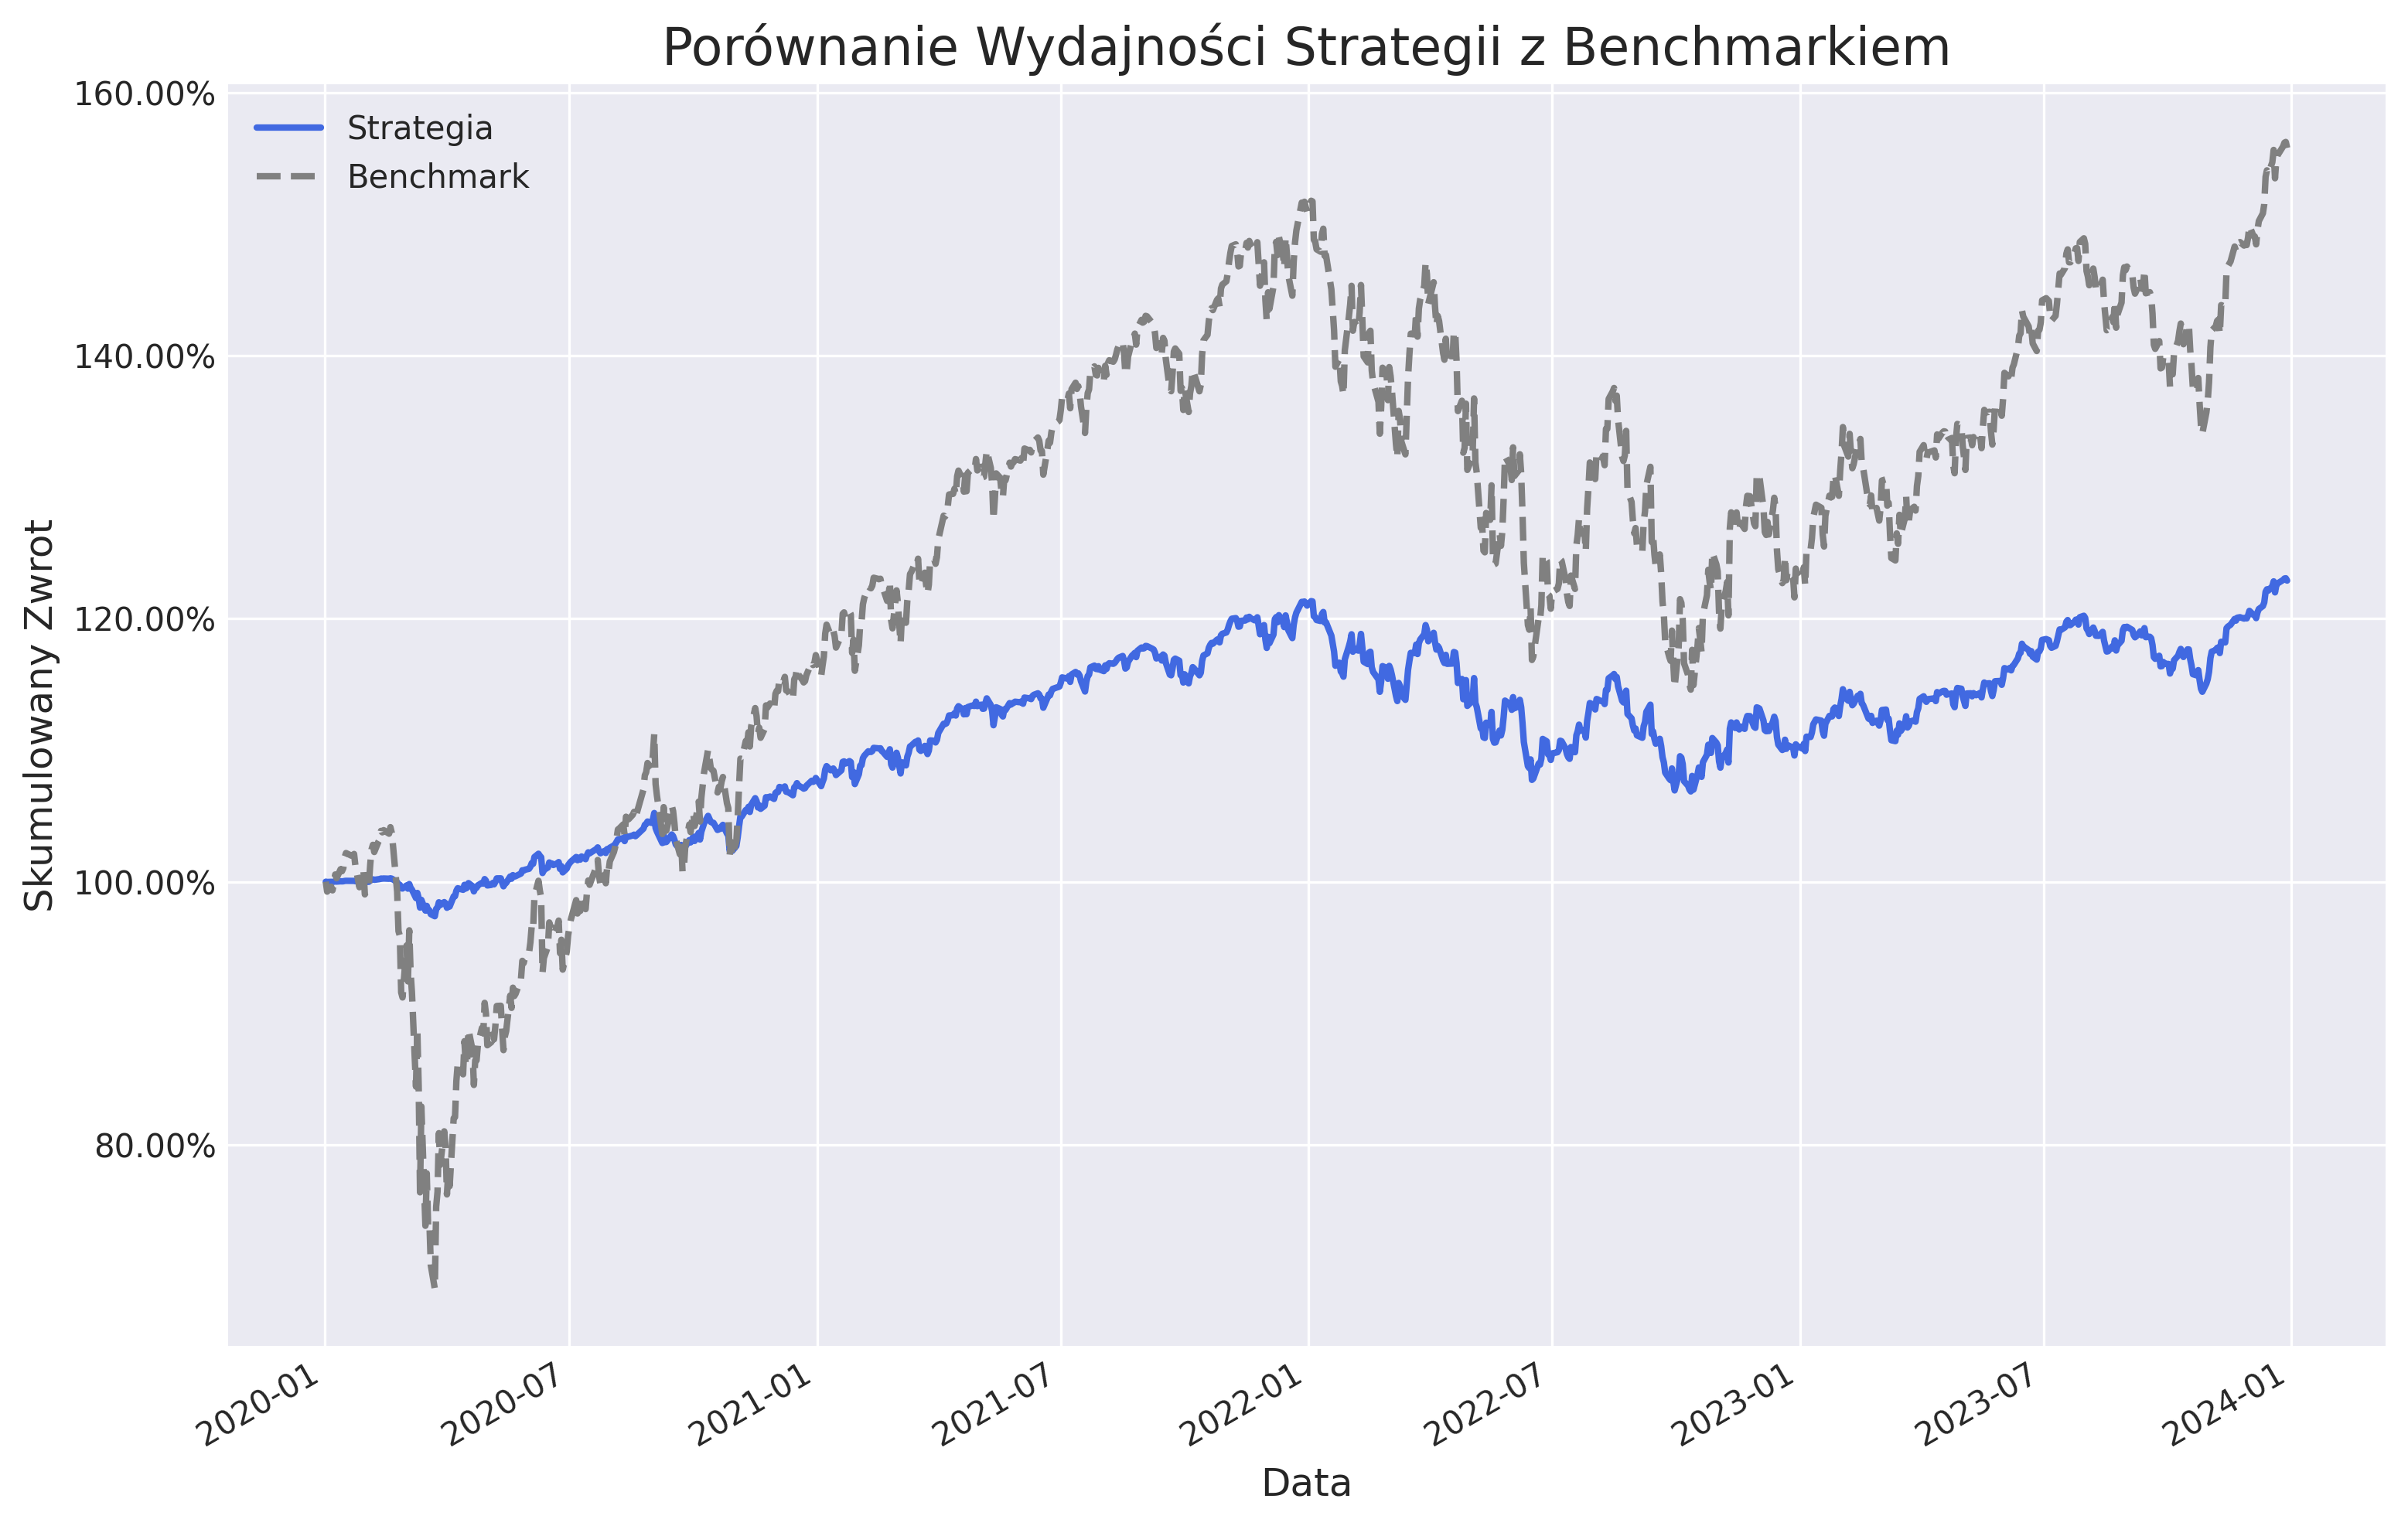 Porównanie Wydajności Strategii z Benchmarkiem
160.00%
Strategia
Benchmark
140.00%
120.00%
100.00%
80.00%
Skumulowany Zwrot
2020-01
2020-07
2021-01
2021-07
2022-01
2022-07
2023-01
2023-07
2024-01
Data